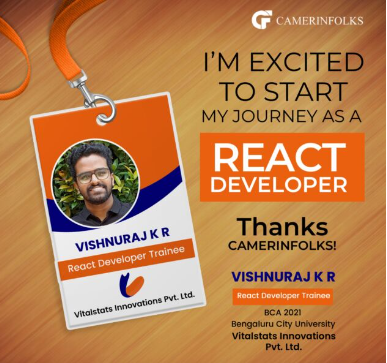 CAMERINFOLKS
I'M EXCITED
TO START
MY JOURNEY AS A
REACT
DEVELOPER
Thanks
CAMERINFOLKS!
VISHNURAJ K R
React Developer Trainee
BCA 2021
Bengaluru City University
Vitalstats Innovations
Pvt. Ltd.
VISHNURAJ K R
React Developer Trainee
Vitalstats Innovations Pvt. Ltd.